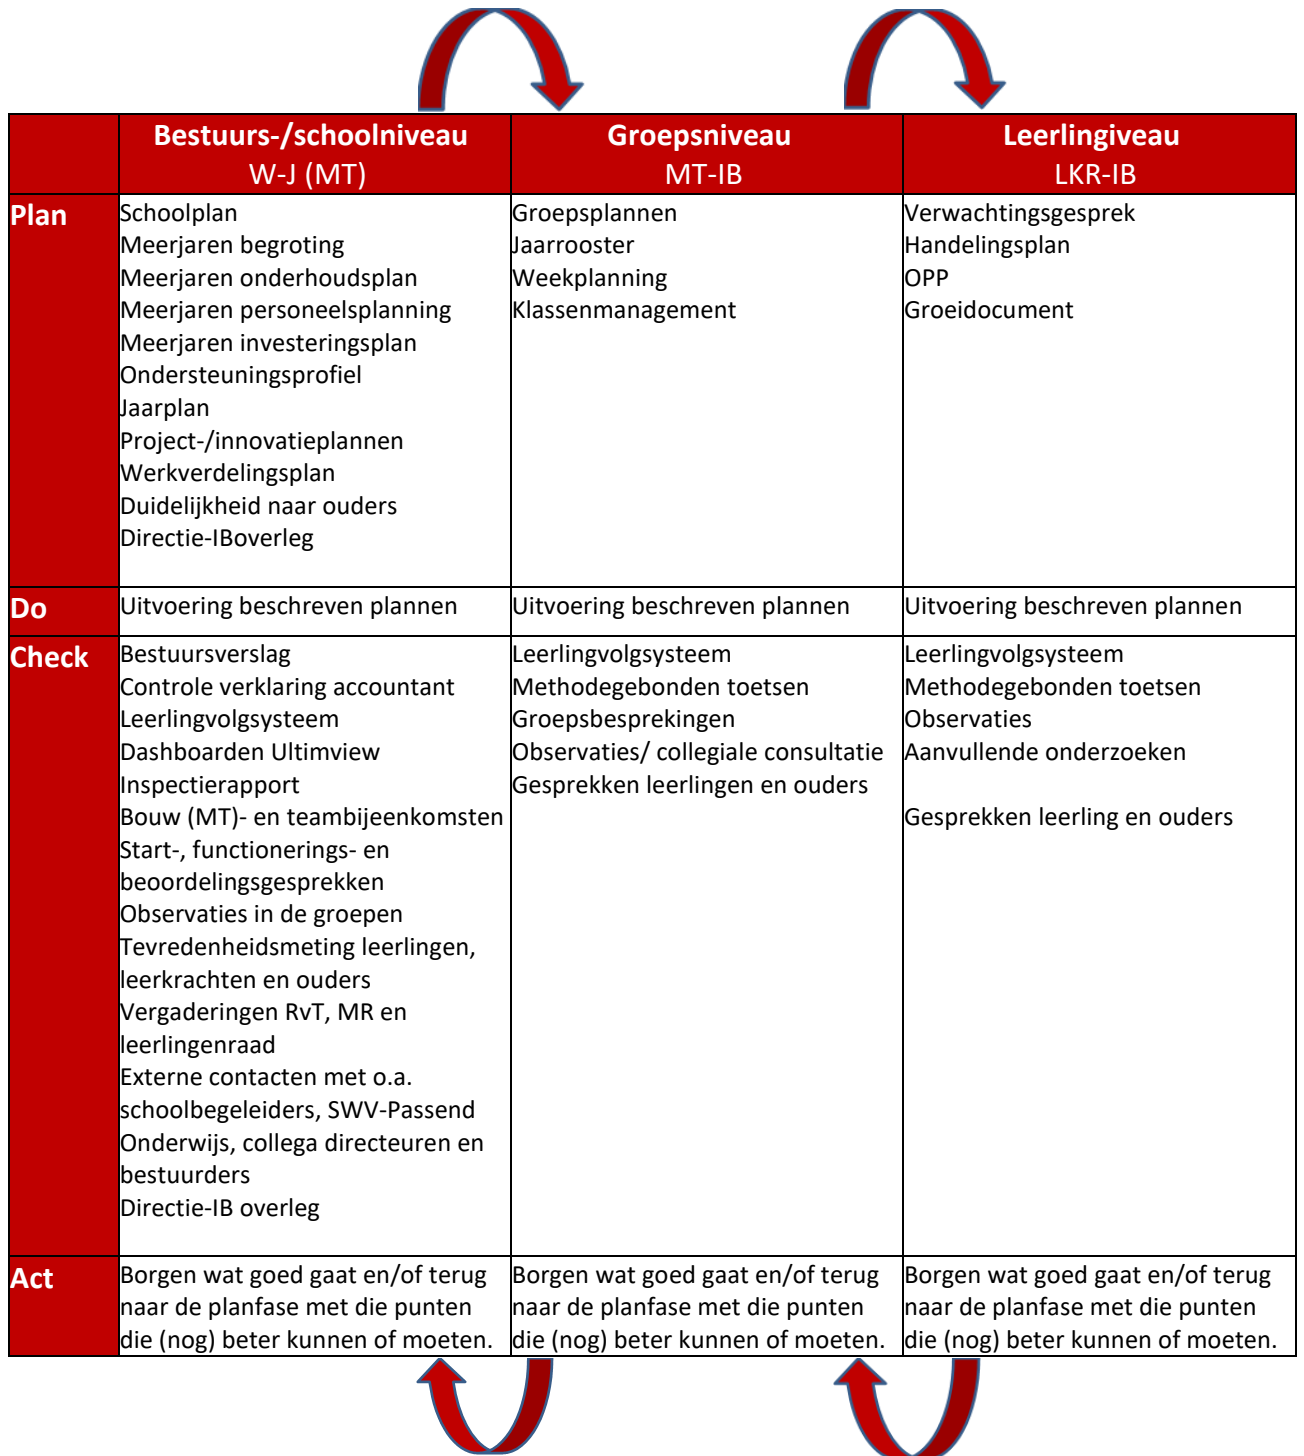 Bestuurs-/schoolniveau
W-J (MT)
Groepsniveau
MT-IB
Leerlingiveau
LKR-IB
Plan
Schoolplan
Meerjaren begroting
Meerjaren onderhoudsplan
Meerjaren personeelsplanning
Meerjaren investeringsplan
Ondersteuningsprofiel
Jaarplan
Project-/innovatieplannen
Werkverdelingsplan
Duidelijkheid naar ouders
Directie-IBoverleg
Groepsplannen
Jaarrooster
Weekplanning
Klassenmanagement
Verwachtingsgesprek
Handelingsplan
OPP
Groeidocument
Do
Uitvoering beschreven plannen
Uitvoering beschreven plannen
Uitvoering beschreven plannen
Check
Bestuursverslag
Controle verklaring accountant
Leerlingvolgsysteem
Dashboarden Ultimview
Inspectierapport
Bouw (MT)- en teambijeenkomsten
Start-, functionerings- en
beoordelingsgesprekken
Observaties in de groepen
Tevredenheidsmeting leerlingen,
leerkrachten en ouders
Vergaderingen RvT, MR en
leerlingenraad
Externe contacten met o.a.
schoolbegeleiders, SWV-Passend
Onderwijs, collega directeuren en
bestuurders
Directie-IB overleg
Leerlingvolgsysteem
Methodegebonden toetsen
Groepsbesprekingen
Observaties/ collegiale consultatie
Gesprekken leerlingen en ouders
Leerlingvolgsysteem
Methodegebonden toetsen
Observaties
Aanvullende onderzoeken
Gesprekken leerling en ouders
Act
Borgen wat goed gaat en/of terug
naar de planfase met die punten
die (nog) beter kunnen of moeten.
Borgen wat goed gaat en/of terug
naar de planfase met die punten
die (nog) beter kunnen of moeten.
Borgen wat goed gaat en/of terug
naar de planfase met die punten
die (nog) beter kunnen of moeten.